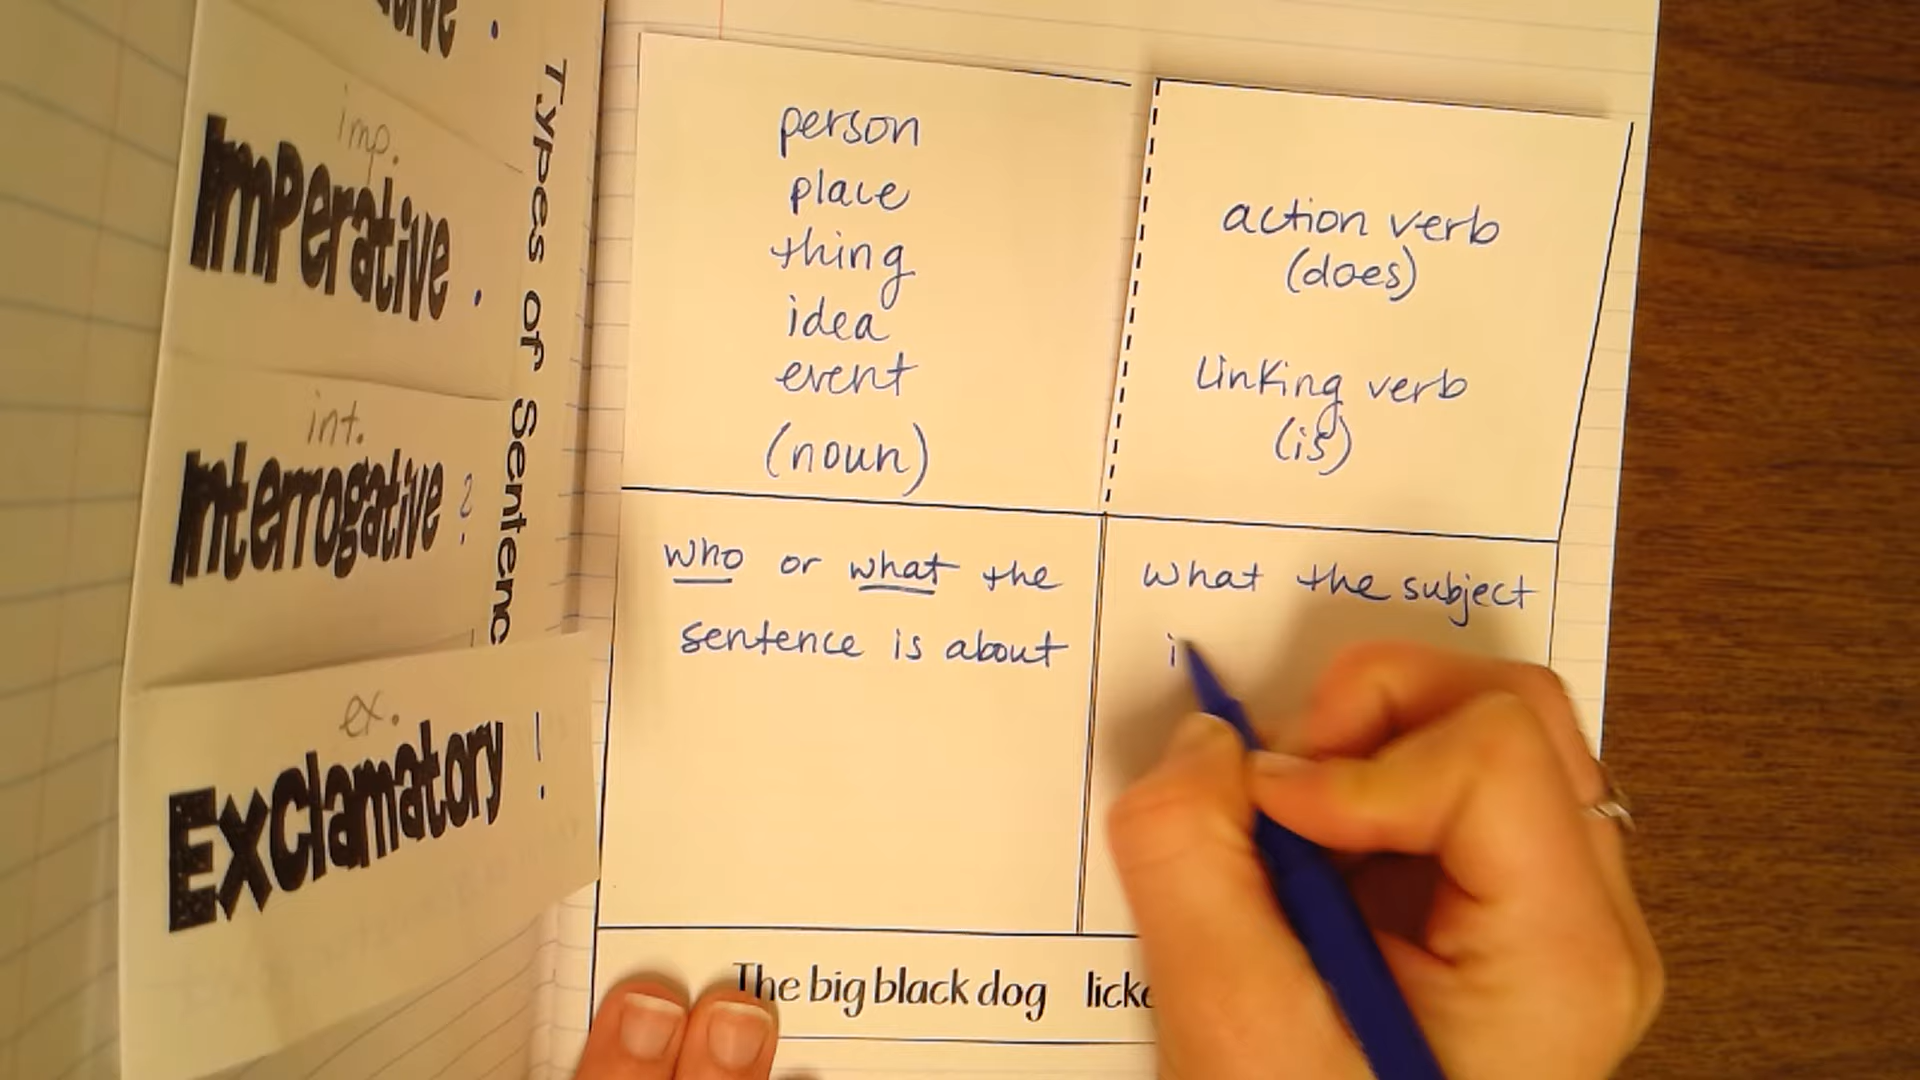 imp.
Imperative .
int.
Interrogative ?
ex.
Exclamatory !
Types of
person
place
thing
idea
event
(noun)
action verb
(does)
Linking verb
(is)
who or what the
sentence is about
what the subject
i
The big black dog